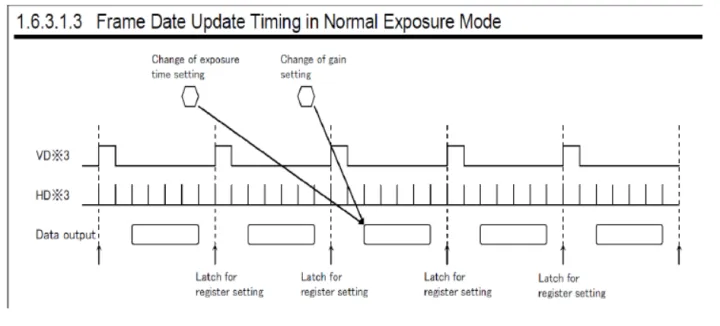 1.6.3.1.3 Frame Date Update Timing in Normal Exposure Mode
Change of exposure
time setting
Change of gain
setting
VD※3
HD※3
Data output
Latch for
register setting
Latch for
register setting
Latch for
register setting
Latch for
register setting